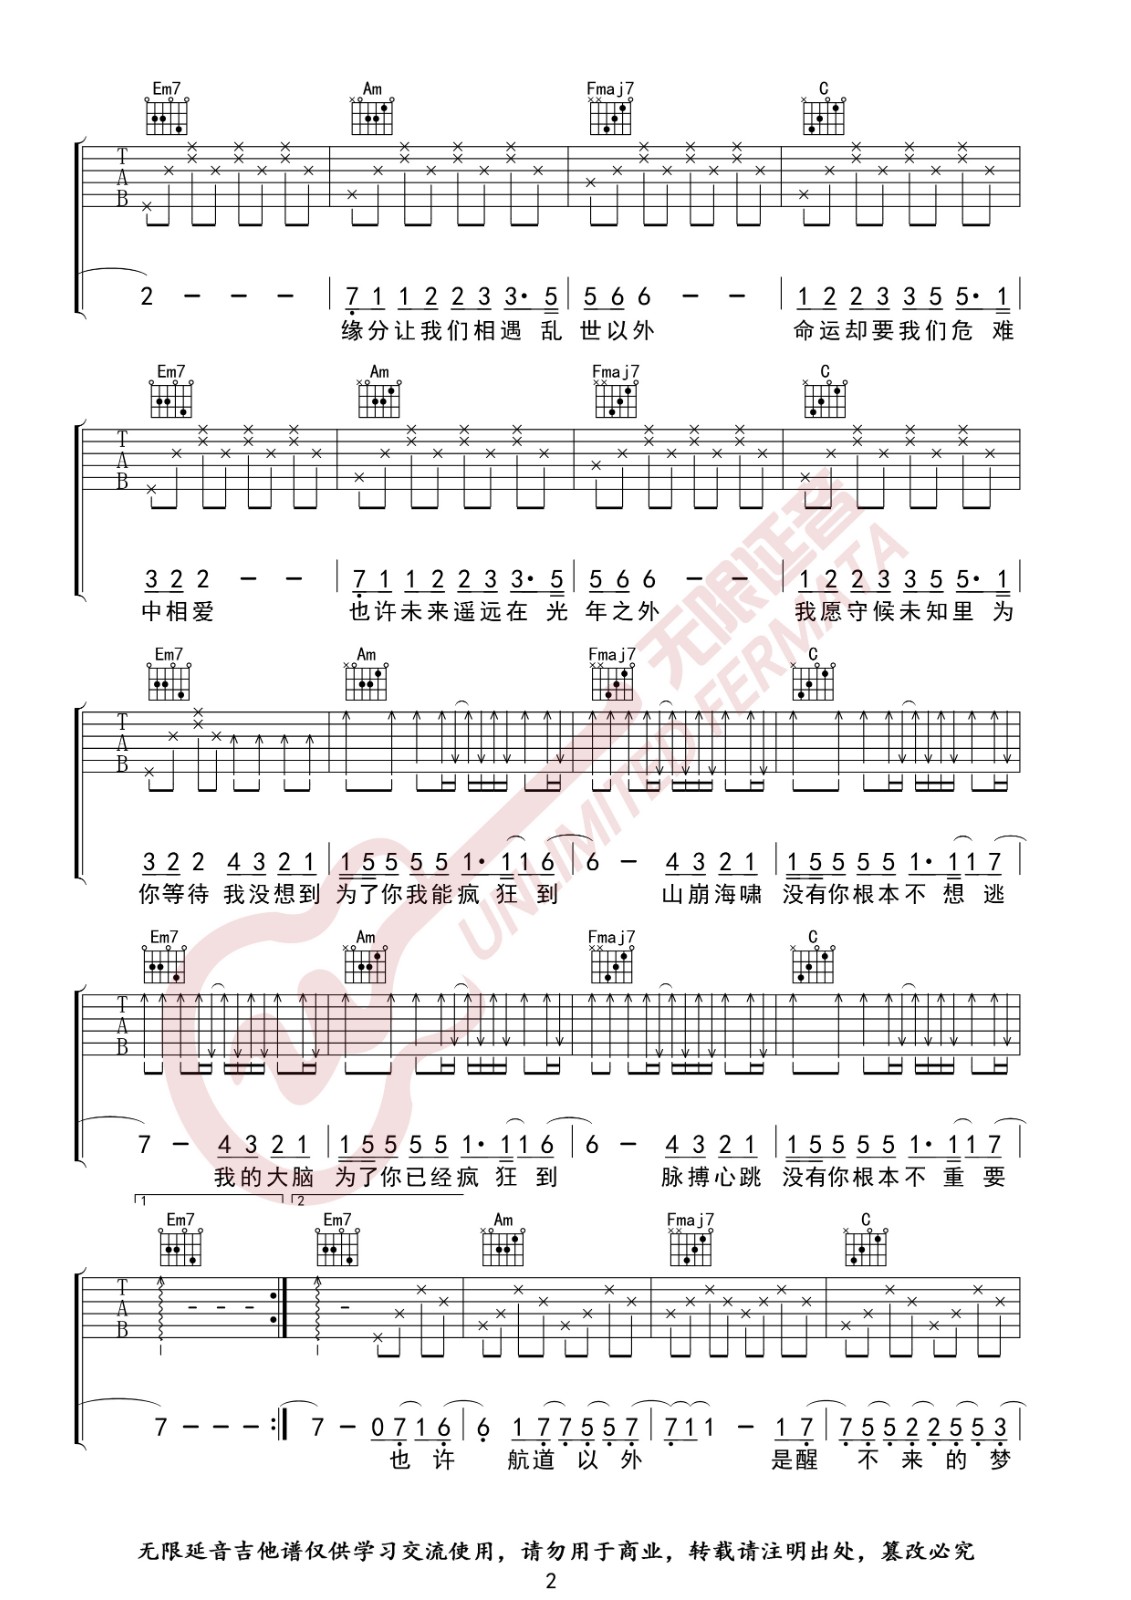 Em7 Am Fmaj7 C
T A B
2 – – – | 7 1 1 2 2 3 3· 5 | 5 6 6 – – | 1 2 2 3 3 5 5· 1 |
缘分让我们相遇 乱 世以外 命运却要我们危 难
Em7 Am Fmaj7 C
T A B
3 2 2 – – | 7 1 1 2 2 3 3· 5 | 5 6 6 – – | 1 2 2 3 3 5 5· 1 |
中相爱 也许未来遥远在 光 年之外 我愿守候未知里 为
Em7 Am Fmaj7 C
T A B
3 2 2 4 3 2 1 | 1 5 5 5 5 5 1· 1 1 6 | 6 – 4 3 2 1 | 1 5 5 5 5 5 1· 1 1 7 |
你等待 我没想到 为了你我能疯 狂到 山崩海啸 没有你根本不 想逃
Em7 Am Fmaj7 C
T A B
7 – 4 3 2 1 | 1 5 5 5 5 5 1· 1 1 6 | 6 – 4 3 2 1 | 1 5 5 5 5 5 1· 1 1 7 |
我的大脑 为了你已经疯 狂到 脉搏心跳 没有你根本不 重要
1 2
Em7 Em7 Am Fmaj7 C
T A B
7 – – – :| 7 – 0 7 1 6 | 6 1 7 7 5 5 7 | 7 1 1 – 1 7 | 7 5 5 2 2 5 5 3 |
也许 航道以外 是醒 不来的梦
无限延音
UNLIMITED FERMATA
无限延音吉他谱仅供学习交流使用，请勿用于商业，转载请注明出处，篡改必究
2